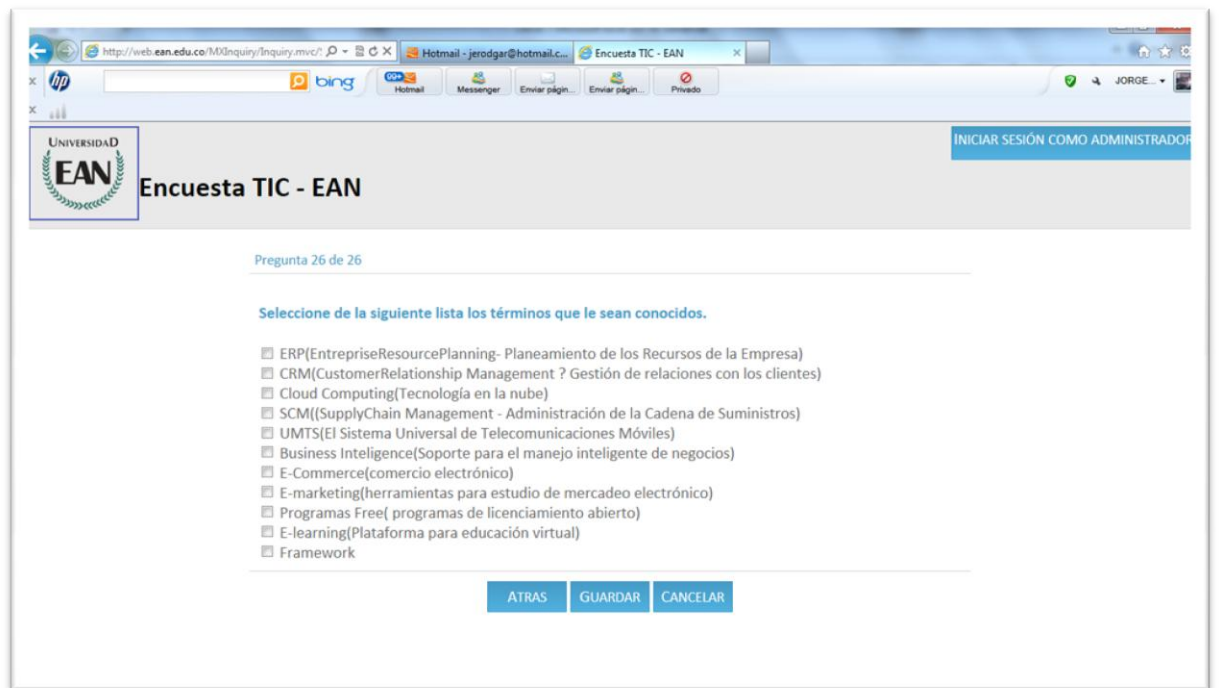 http://web.ean.edu.co/MXInquiry/Inquiry.mvc/
Hotmail - jerodgar@hotmail.c...
Encuesta TIC - EAN
hp
bing
99+
Hotmail
Messenger
Enviar págin...
Enviar págin...
Privado
JORGE...
UNIVERSIDAD
EAN
Encuesta TIC - EAN
INICIAR SESIÓN COMO ADMINISTRADOR
Pregunta 26 de 26
Seleccione de la siguiente lista los términos que le sean conocidos.
ERP(EntrepriseResourcePlanning- Planeamiento de los Recursos de la Empresa)
CRM(CustomerRelationship Management ? Gestión de relaciones con los clientes)
Cloud Computing(Tecnología en la nube)
SCM((SupplyChain Management - Administración de la Cadena de Suministros)
UMTS(El Sistema Universal de Telecomunicaciones Móviles)
Business Inteligence(Soporte para el manejo inteligente de negocios)
E-Commerce(comercio electrónico)
E-marketing(herramientas para estudio de mercadeo electrónico)
Programas Free( programas de licenciamiento abierto)
E-learning(Plataforma para educación virtual)
Framework
ATRAS
GUARDAR
CANCELAR